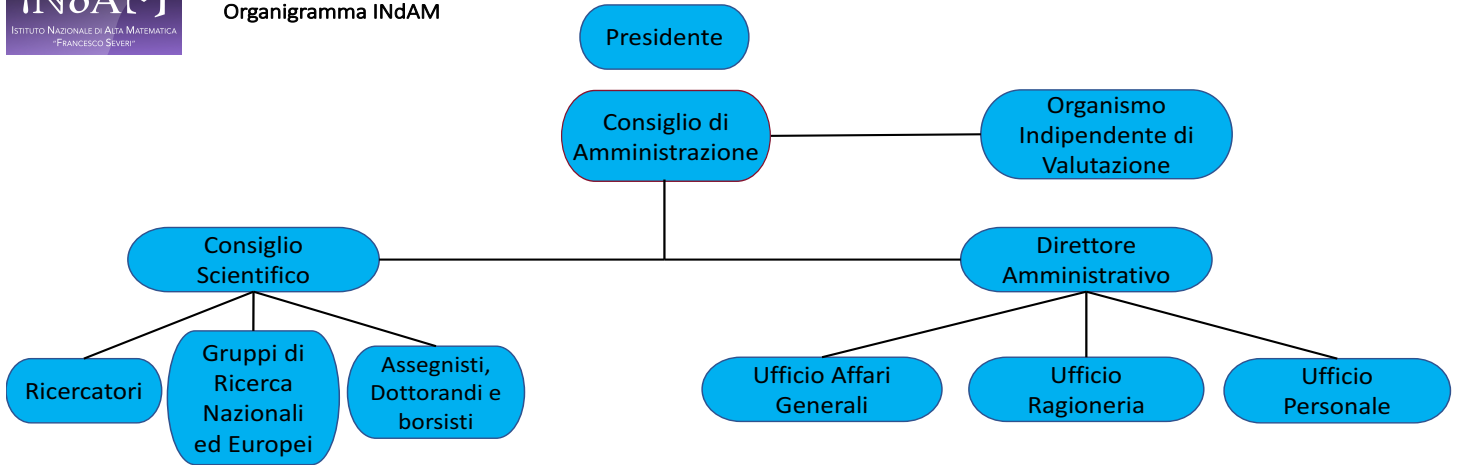 INδAM
ISTITUTO NAZIONALE DI ALTA MATEMATICA
"FRANCESCO SEVERI"
Organigramma INdAM
Presidente
Consiglio di
Amministrazione
Organismo
Indipendente di
Valutazione
Consiglio
Scientifico
Direttore
Amministrativo
Ricercatori
Gruppi di
Ricerca
Nazionali
ed Europei
Assegnisti,
Dottorandi e
borsisti
Ufficio Affari
Generali
Ufficio
Ragioneria
Ufficio
Personale